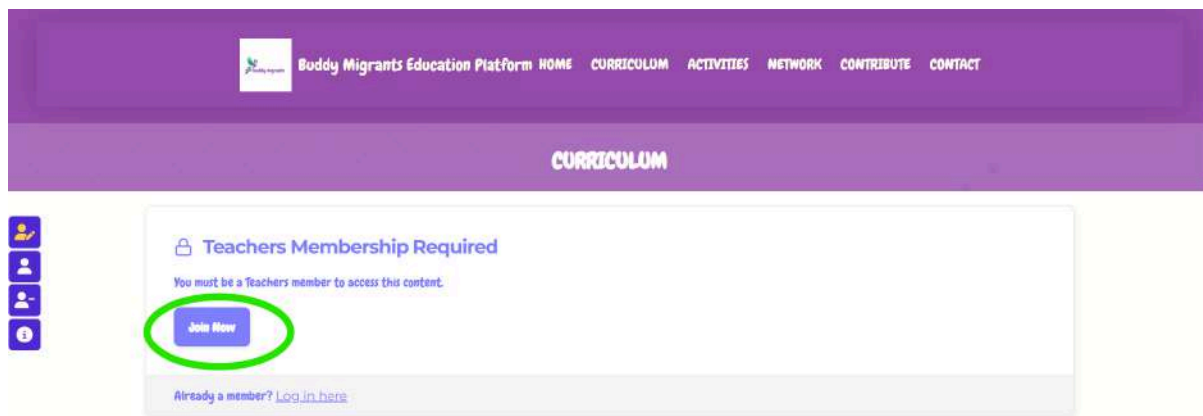 Buddy Migrants Education Platform HOME CURRICULUM ACTIVITIES NETWORK CONTRIBUTE CONTACT
CURRICULUM
Teachers Membership Required
You must be a Teachers member to access this content.
Join Now
Already a member? Log in here